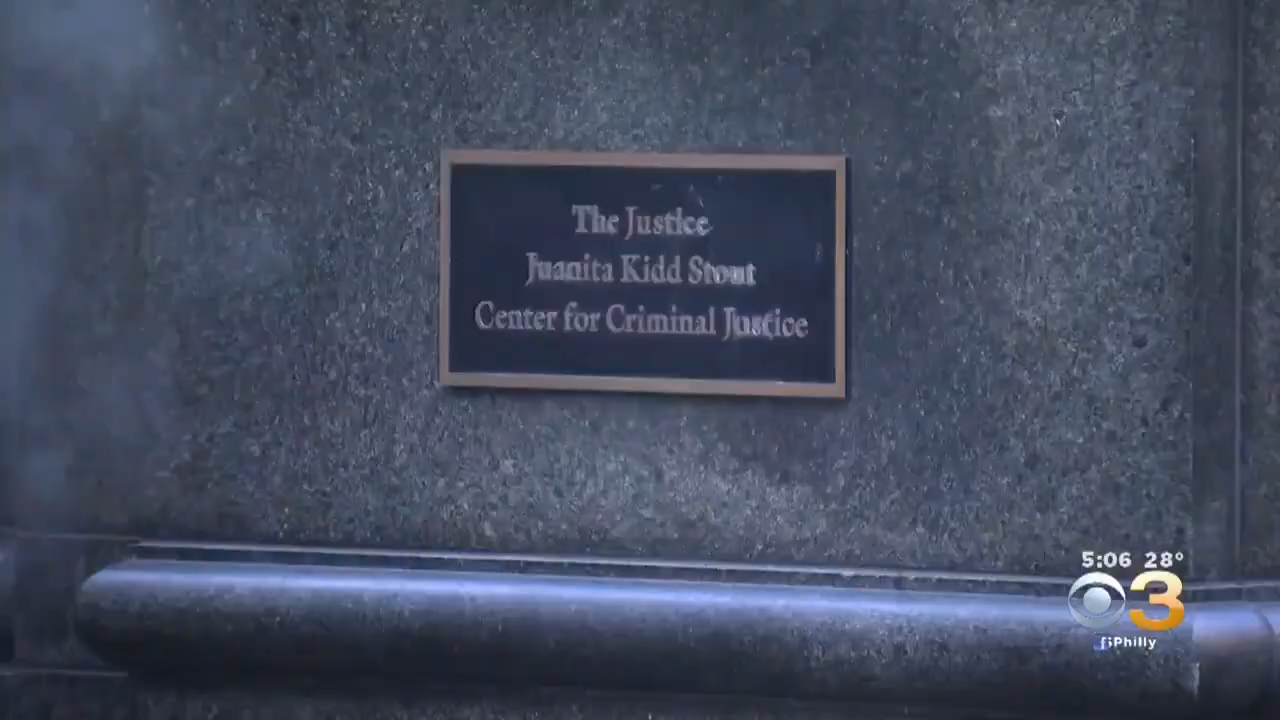 The Justice
Juanita Kidd Stout
Center for Criminal Justice
5:06 28°
3
Philly